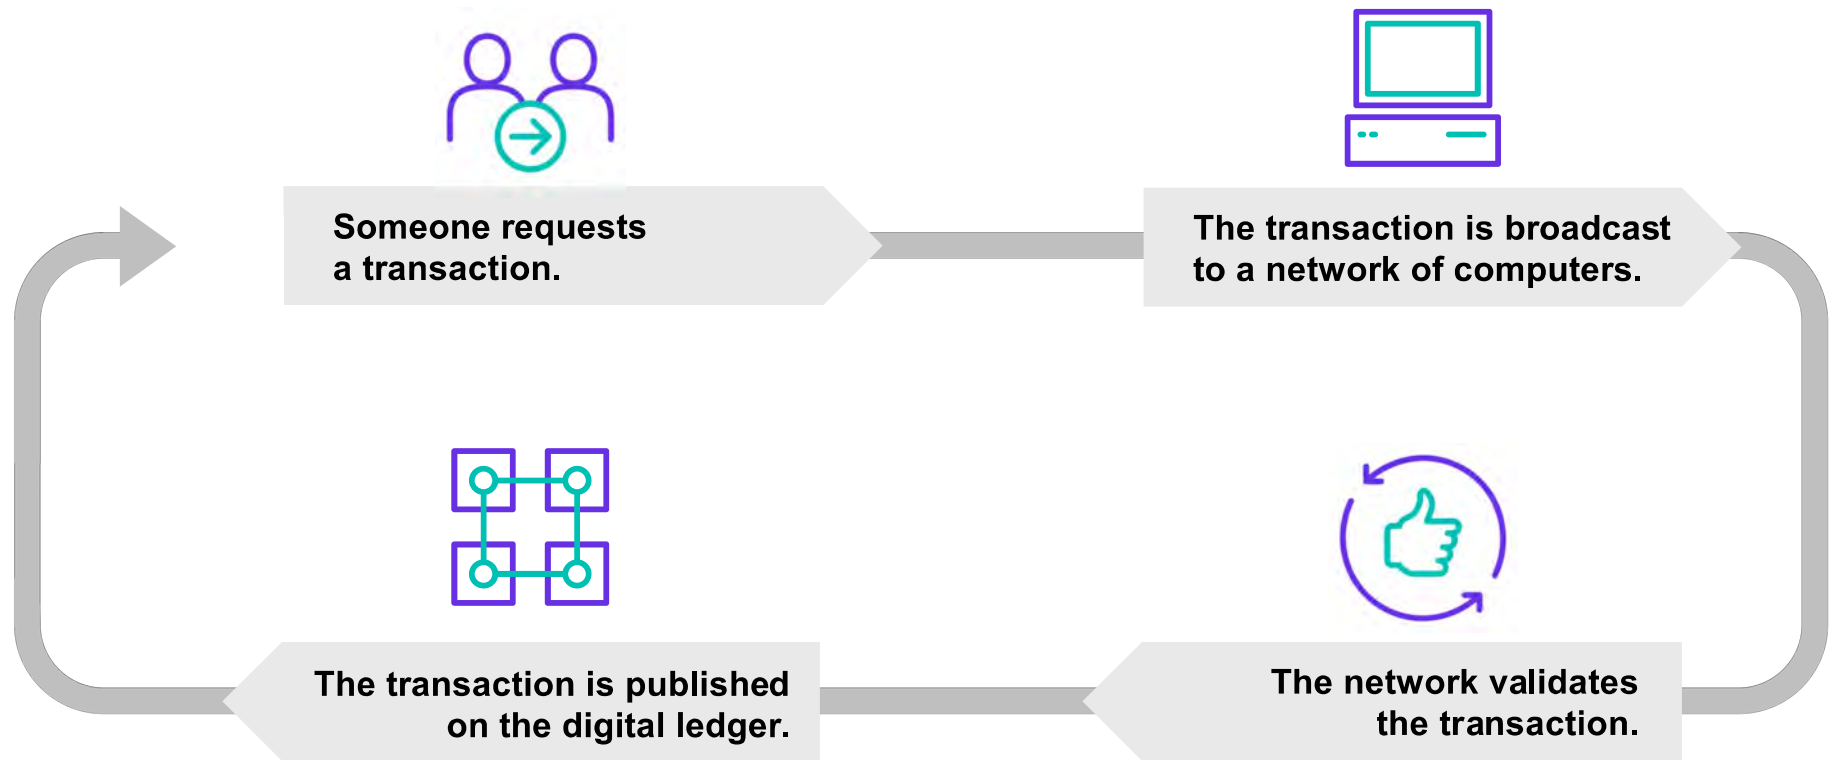 Someone requests
a transaction.
The transaction is broadcast
to a network of computers.
The network validates
the transaction.
The transaction is published
on the digital ledger.